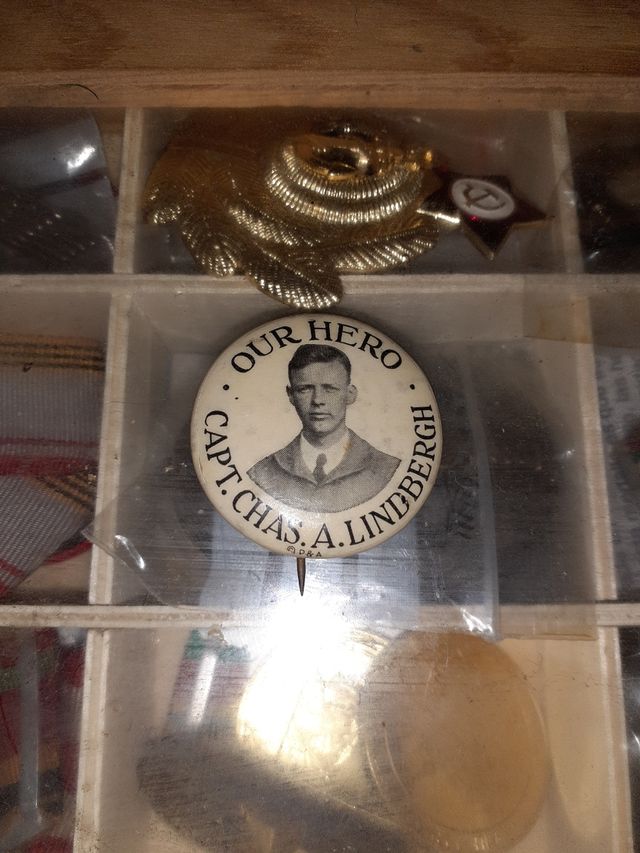 OUR HERO
CAPT. CHAS. A. LINDBERGH
© D & A